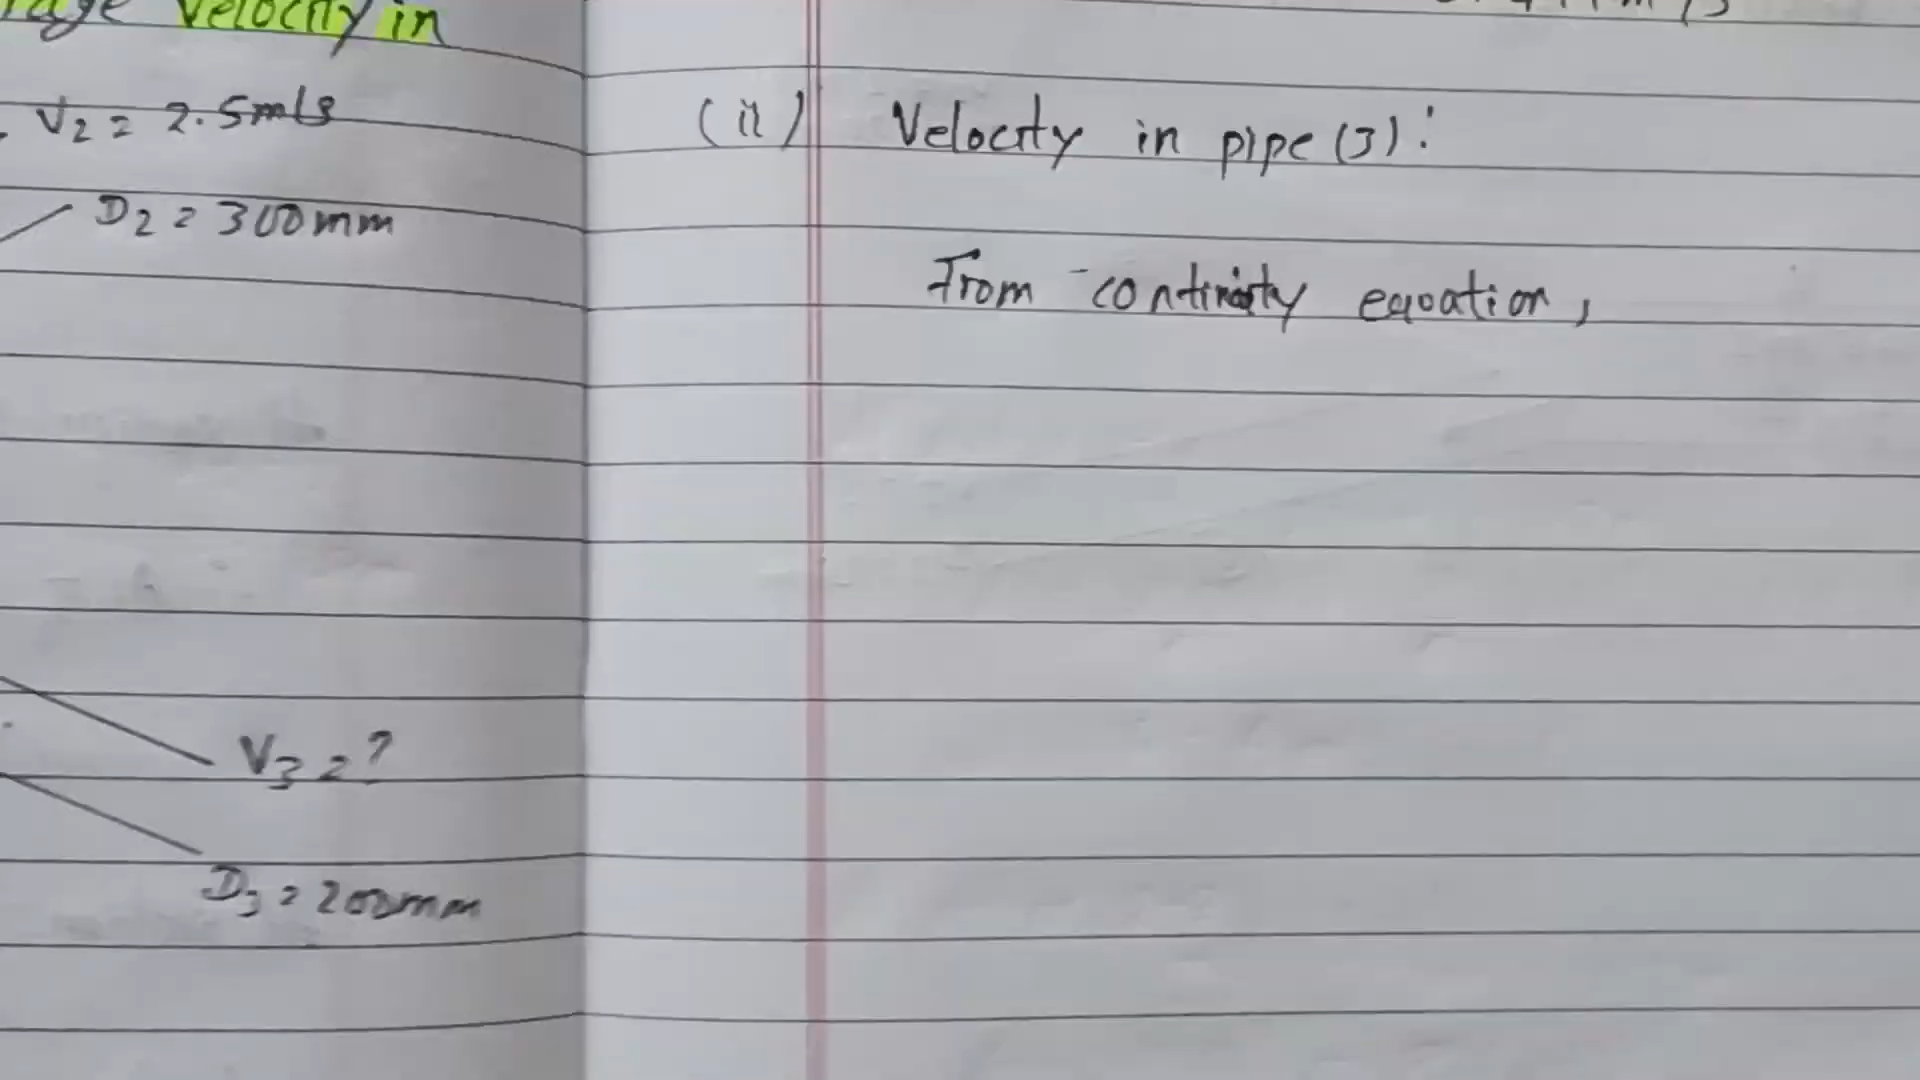 Velocity in
V2 = 2.5m/s
D2 = 300mm
V3 = ?
D3 = 200mm
m/s
(ii) Velocity in pipe (3):
From continuity equation,